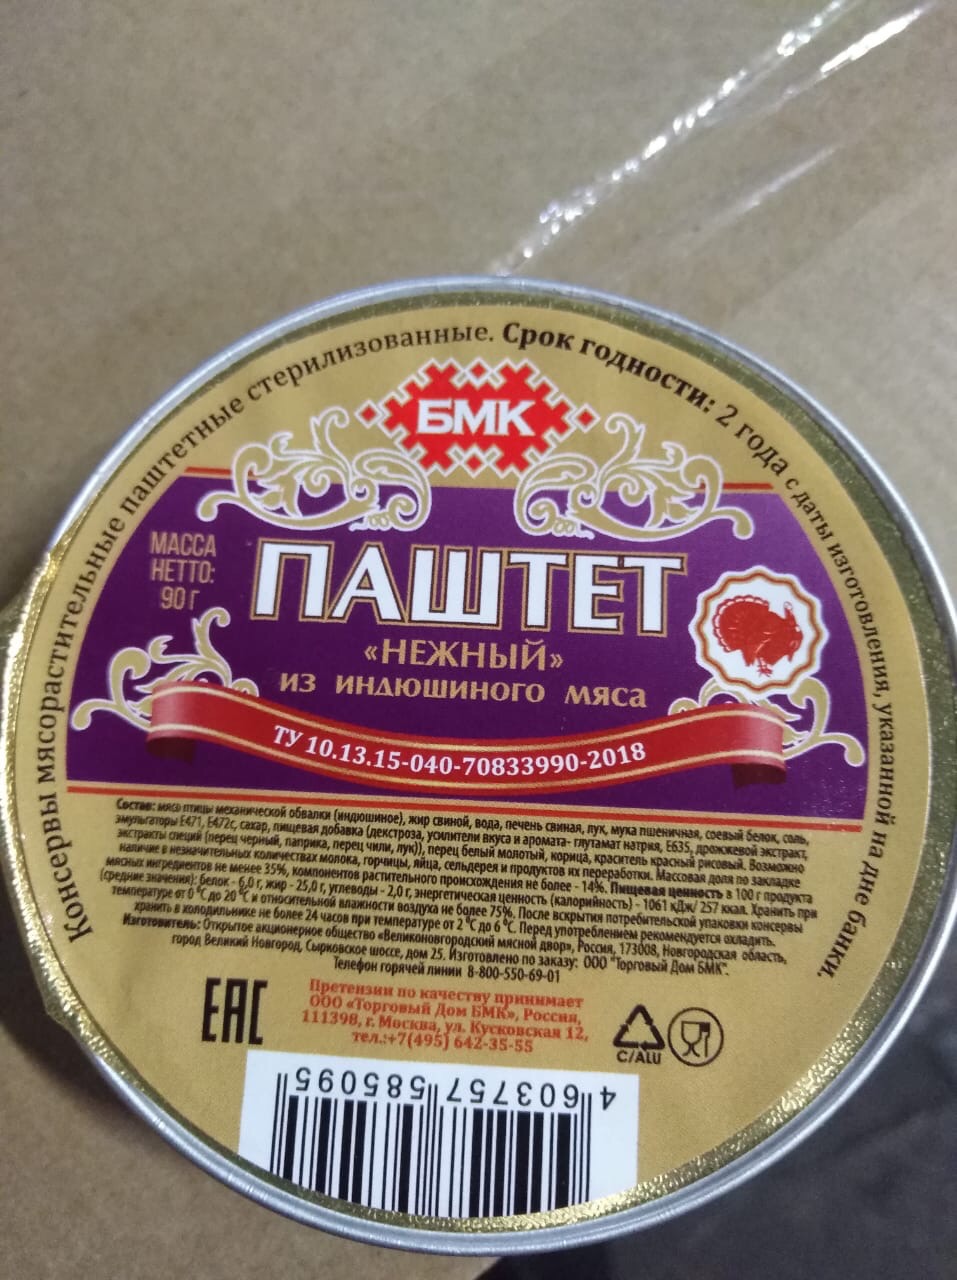 Консервы мясорастительные паштетные стерилизованные. Срок годности: 2 года с даты изготовления, указанной на дне банки.
БМК
МАССА
НЕТТО:
90 г
ПАШТЕТ
«НЕЖНЫЙ»
ИЗ ИНДЮШИНОГО МЯСА
ТУ 10.13.15-040-70833990-2018
Состав: мясо птицы механической обвалки (индюшиное), жир свиной, вода, печень свиная, лук, мука пшеничная, соевый белок, соль,
эмульгаторы Е471, Е472с, сахар, пищевая добавка (декстроза, усилители вкуса и аромата- глутамат натрия, Е635, дрожжевой экстракт,
экстракты специй (перец черный, паприка, перец чили, лук)), перец белый молотый, корица, краситель красный рисовый. Возможно
наличие в незначительных количествах молока, горчицы, яйца, сельдерея и продуктов их переработки. Массовая доля по закладке
мясных ингредиентов не менее 35%, компонентов растительного происхождения не более - 14%. Пищевая ценность в 100 г продукта
(средние значения): белок - 6,0 г, жир - 25,0 г, углеводы - 2,0 г, энергетическая ценность (калорийность) - 1061 кДж/ 257 ккал. Хранить при
температуре от 0 °С до 20 °С и относительной влажности воздуха не более 75%. После вскрытия потребительской упаковки консервы
хранить в холодильнике не более 24 часов при температуре от 2 °С до 6 °С. Перед употреблением рекомендуется охладить.
Изготовитель: Открытое акционерное общество «Великоновгородский мясной двор», Россия, 173008, Новгородская область,
город Великий Новгород, Сырковское шоссе, дом 25. Изготовлено по заказу: ООО "Торговый Дом БМК".
Телефон горячей линии 8-800-550-69-01
ЕАС
Претензии по качеству принимает
ООО «Торговый Дом БМК», Россия,
111398, г. Москва, ул. Кусковская 12,
тел.:+7(495) 642-35-55
C/ALU
4 603757 585095